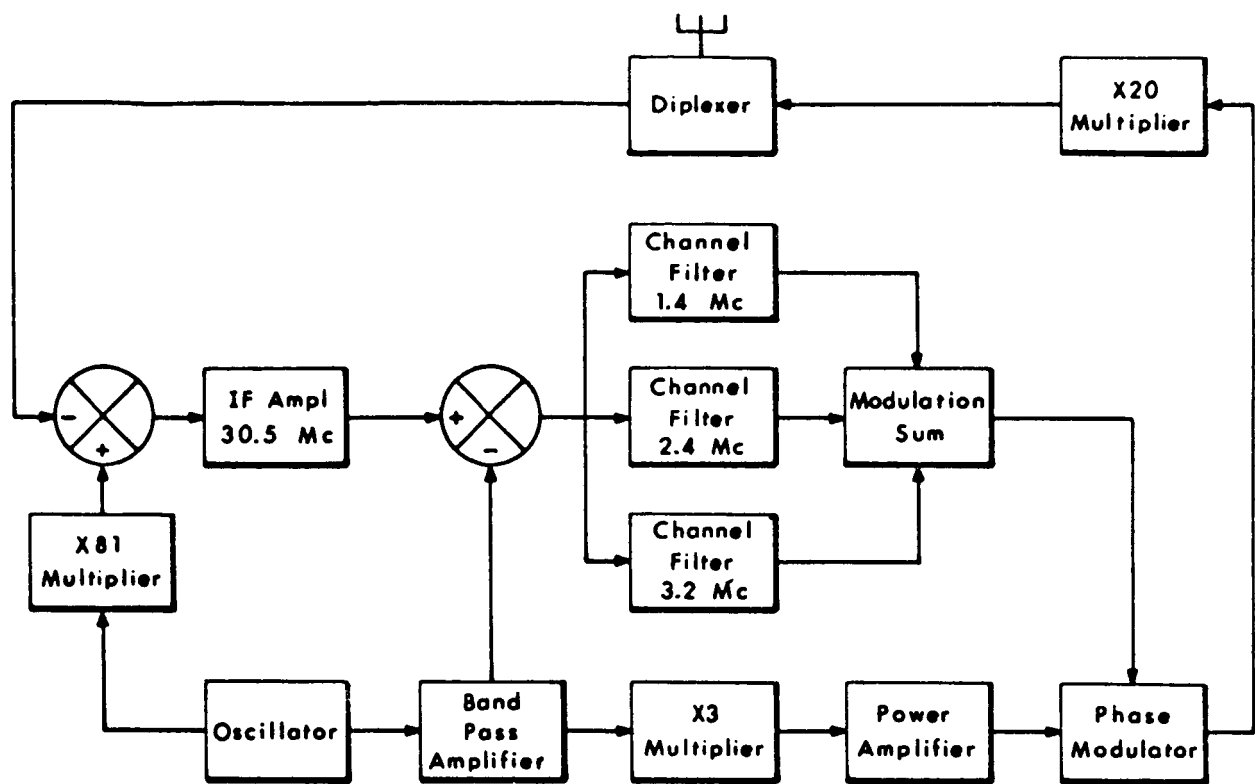 Diplexer
X20
Multiplier
Channel
Filter
1.4 Mc
-
+
IF Ampl
30.5 Mc
+
-
Channel
Filter
2.4 Mc
Modulation
Sum
X81
Multiplier
Channel
Filter
3.2 Mc
Oscillator
Band
Pass
Amplifier
X3
Multiplier
Power
Amplifier
Phase
Modulator